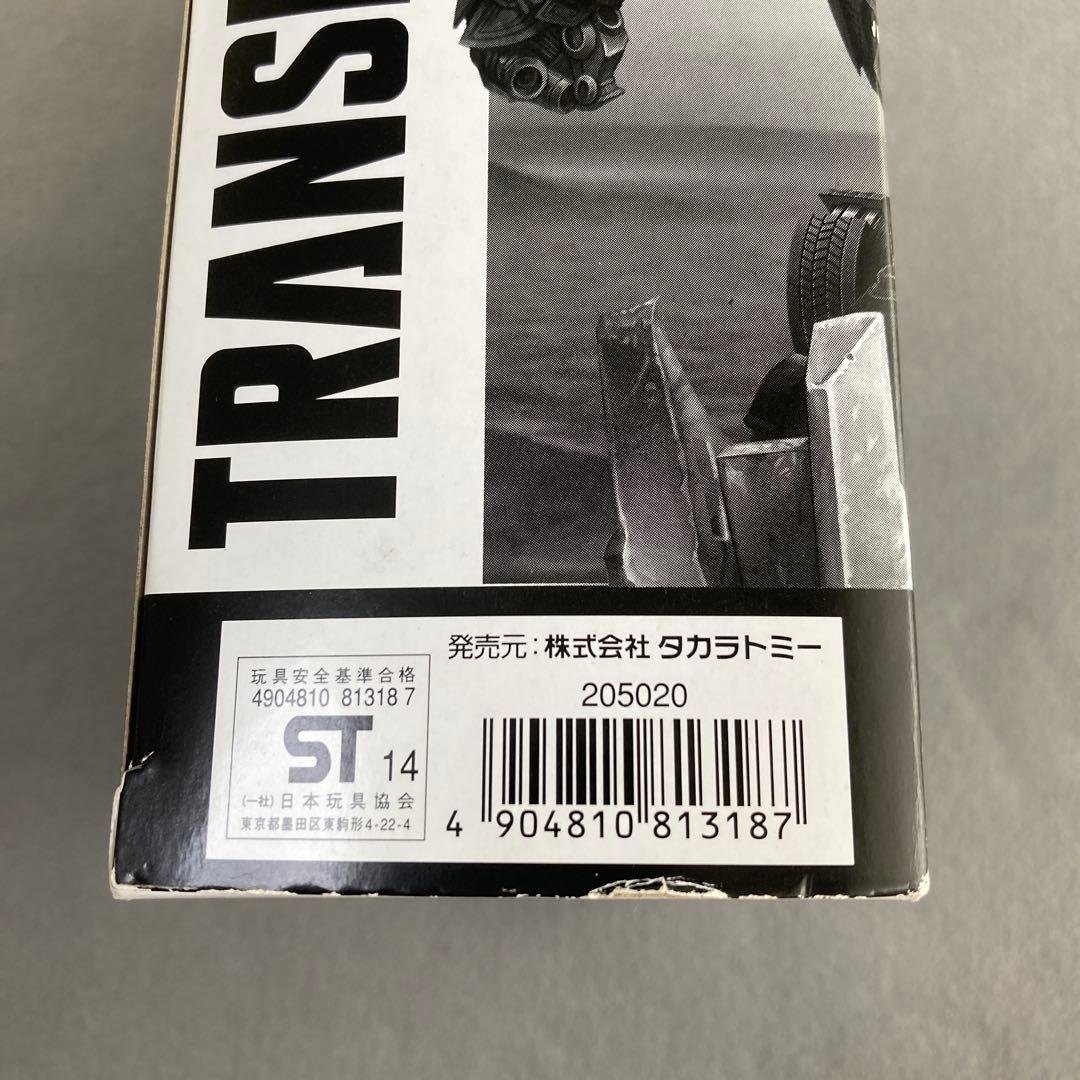 TRANS
発売元:株式会社 タカラトミー
205020
4 904810 813187
玩具安全基準合格
4904810 81318 7
ST 14
(一社)日本玩具協会
東京都墨田区東駒形4-22-4